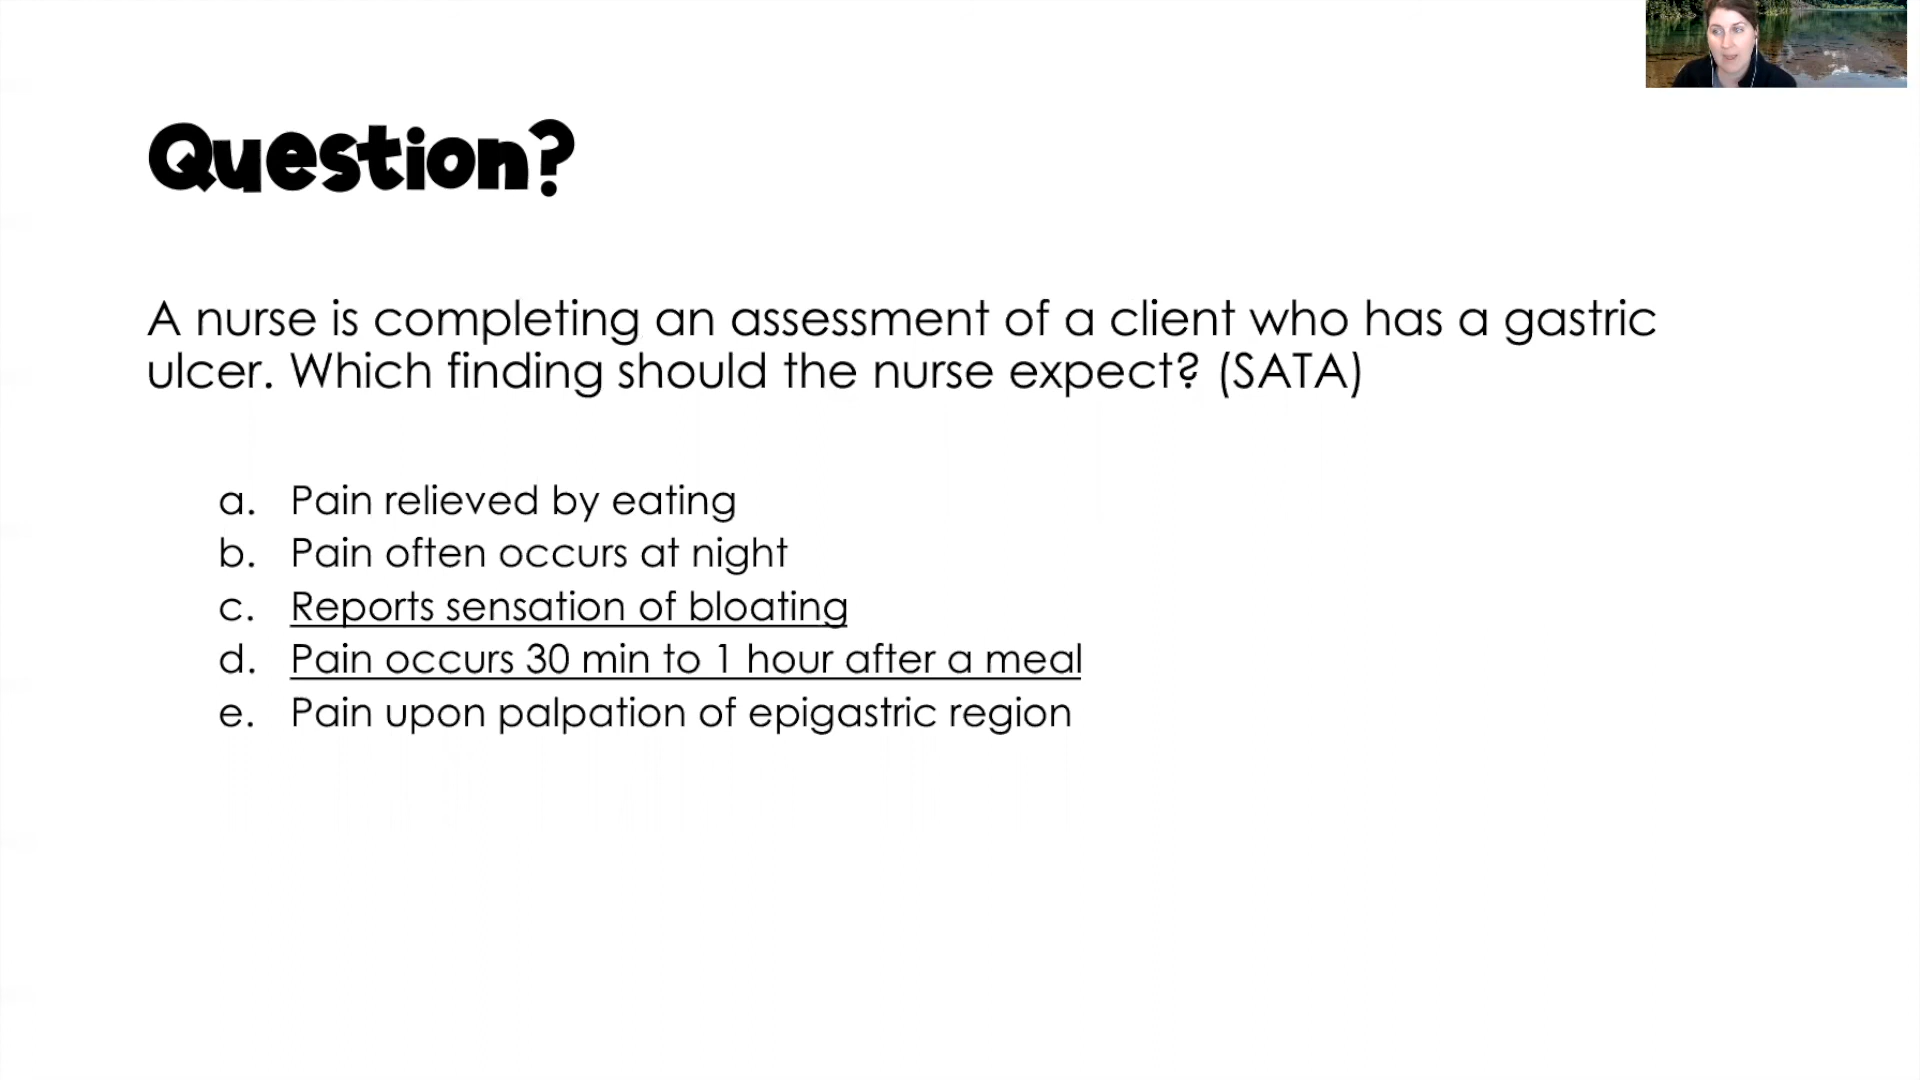 Question?
A nurse is completing an assessment of a client who has a gastric
ulcer. Which finding should the nurse expect? (SATA)
a. Pain relieved by eating
b. Pain often occurs at night
c. Reports sensation of bloating
d. Pain occurs 30 min to 1 hour after a meal
e. Pain upon palpation of epigastric region